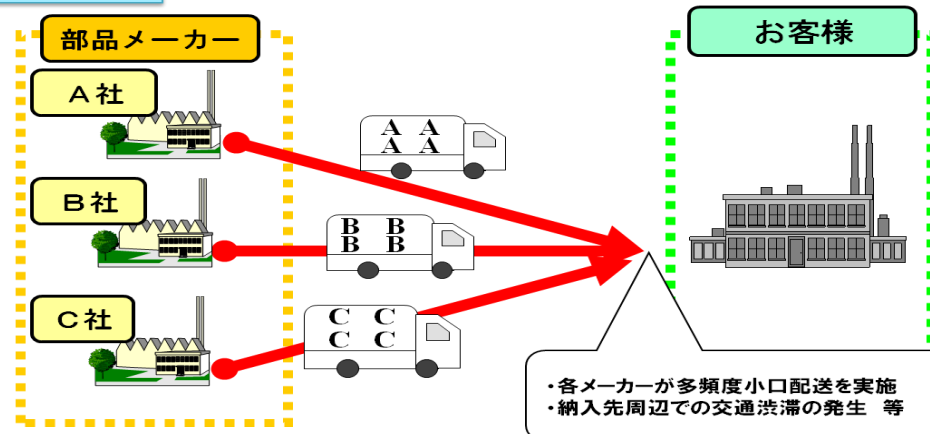 部品メーカー
お客様
A社
A A
A A
B社
B B
B B
C社
C C
C C
・各メーカーが多頻度小口配送を実施
・納入先周辺での交通渋滞の発生 等